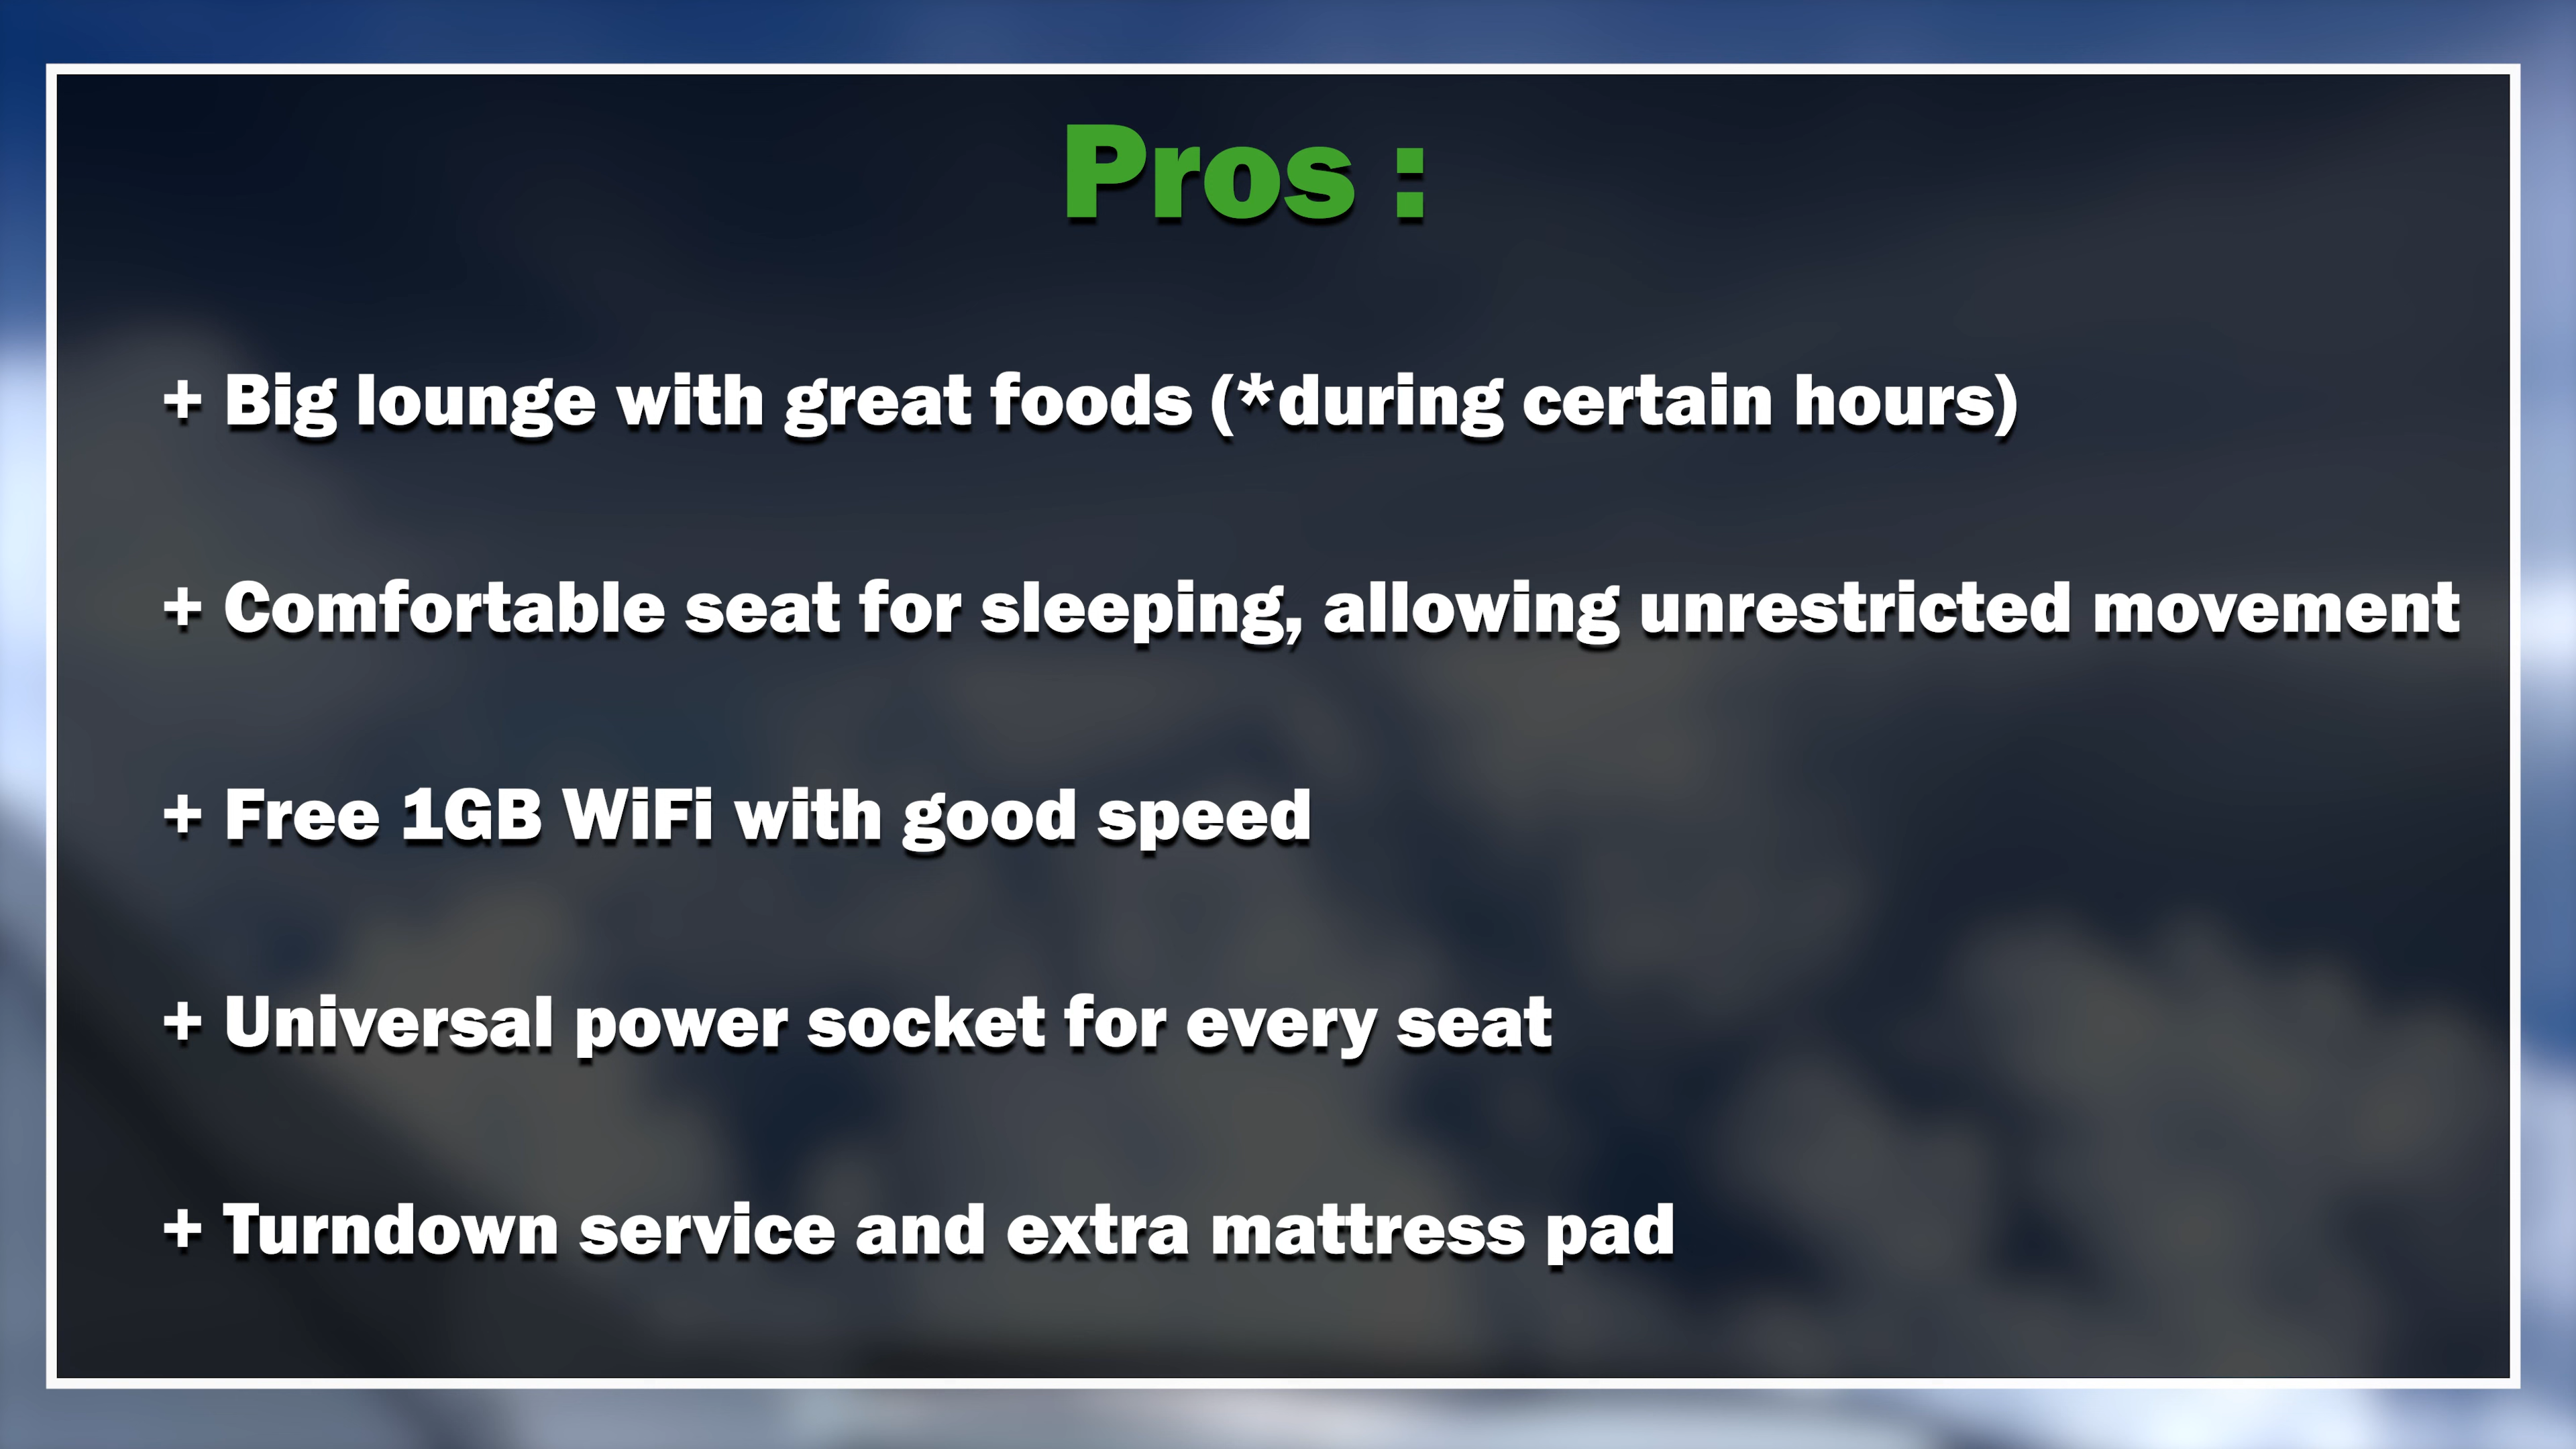 Pros :
+ Big lounge with great foods (*during certain hours)
+ Comfortable seat for sleeping, allowing unrestricted movement
+ Free 1GB WiFi with good speed
+ Universal power socket for every seat
+ Turndown service and extra mattress pad